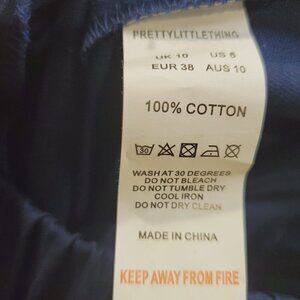 PRETTYLITTLETHING
UK 10 US 6
EUR 38 AUS 10
100% COTTON
30
WASH AT 30 DEGREES
DO NOT BLEACH
DO NOT TUMBLE DRY
COOL IRON
DO NOT DRY CLEAN
MADE IN CHINA
KEEP AWAY FROM FIRE